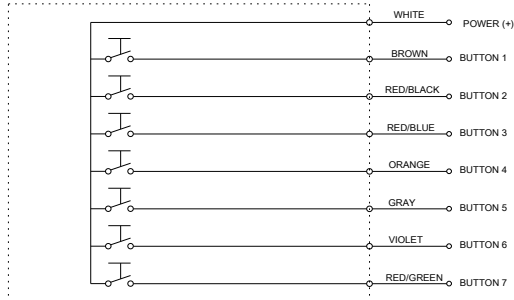 WHITE POWER (+)
BROWN BUTTON 1
RED/BLACK BUTTON 2
RED/BLUE BUTTON 3
ORANGE BUTTON 4
GRAY BUTTON 5
VIOLET BUTTON 6
RED/GREEN BUTTON 7